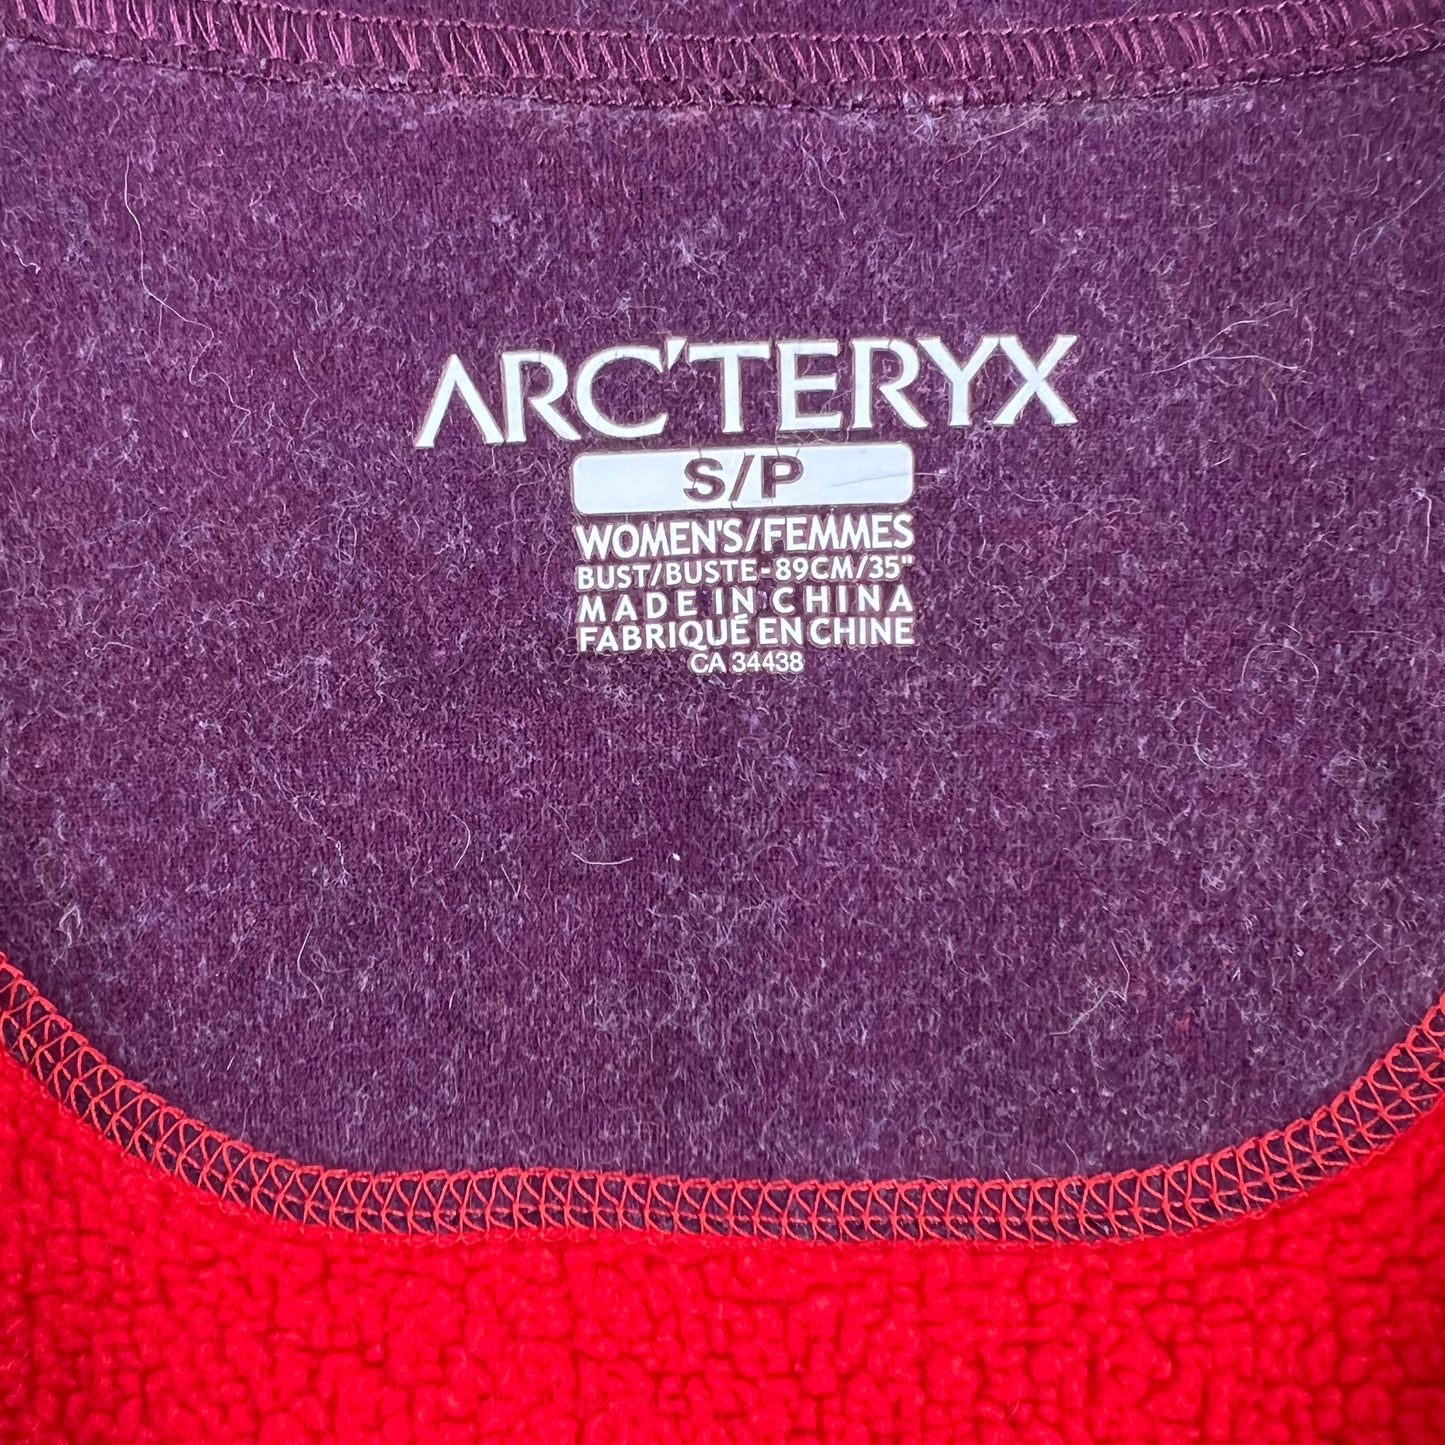 ARC'TERYX
S/P
WOMEN'S/FEMMES
BUST/BUSTE-89CM/35"
MADE IN CHINA
FABRIQUÉ EN CHINE
CA 34438